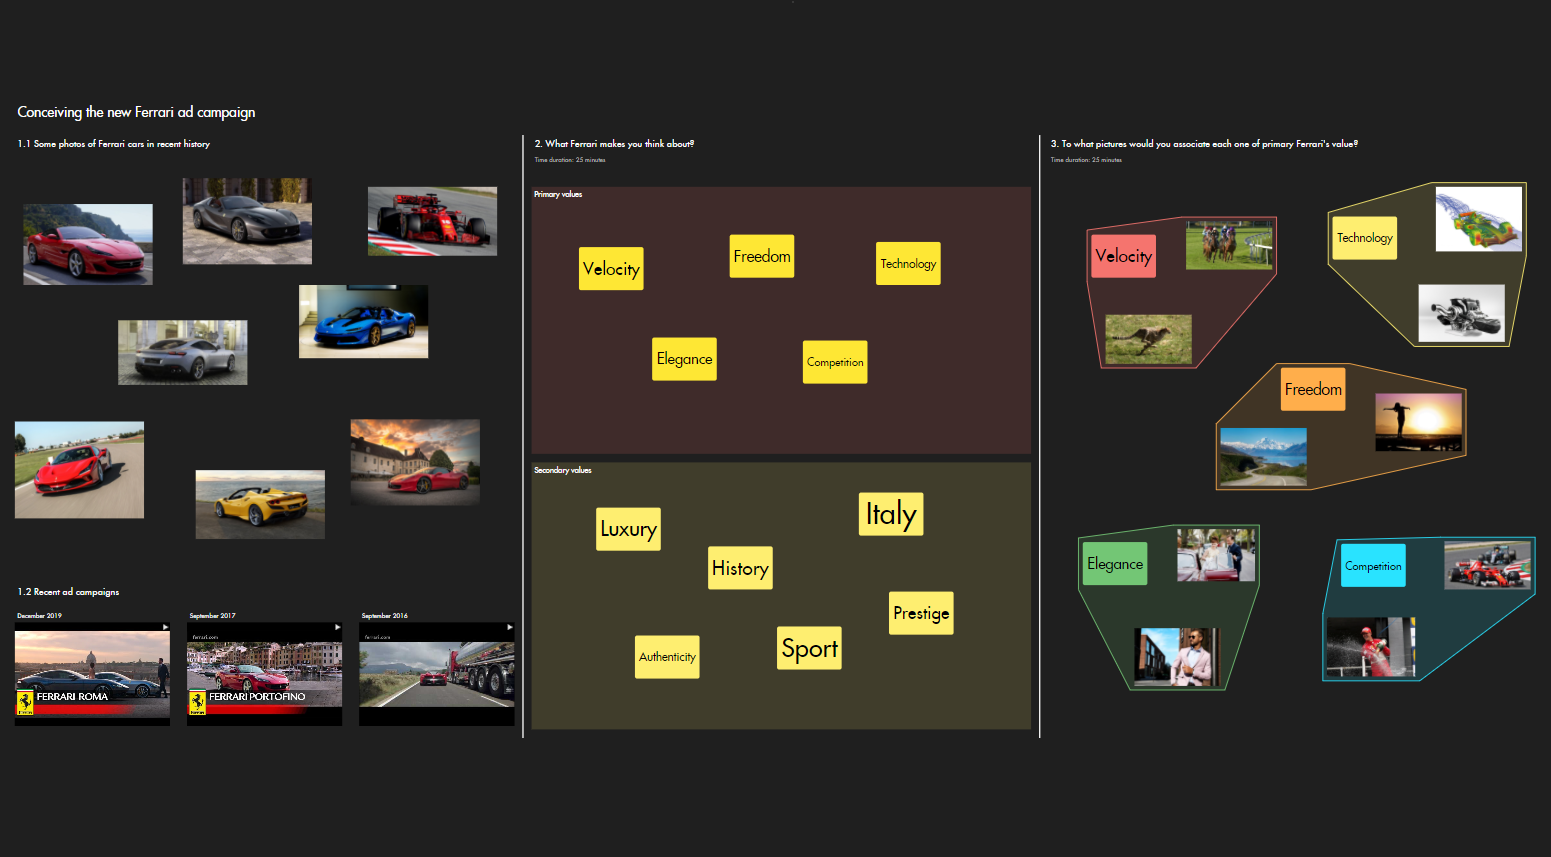 Conceiving the new Ferrari ad campaign
1.1 Some photos of Ferrari cars in recent history
1.2 Recent ad campaigns
December 2019
FERRARI ROMA
Ferrari
September 2017
ferrari.com
FERRARI PORTOFINO
Ferrari
September 2016
ferrari.com
2. What Ferrari makes you think about?
Time duration: 25 minutes
Primary values
Velocity
Freedom
Technology
Elegance
Competition
Secondary values
Luxury
Italy
History
Prestige
Authenticity
Sport
3. To what pictures would you associate each one of primary Ferrari's value?
Time duration: 25 minutes
Velocity
Technology
Freedom
Elegance
Competition